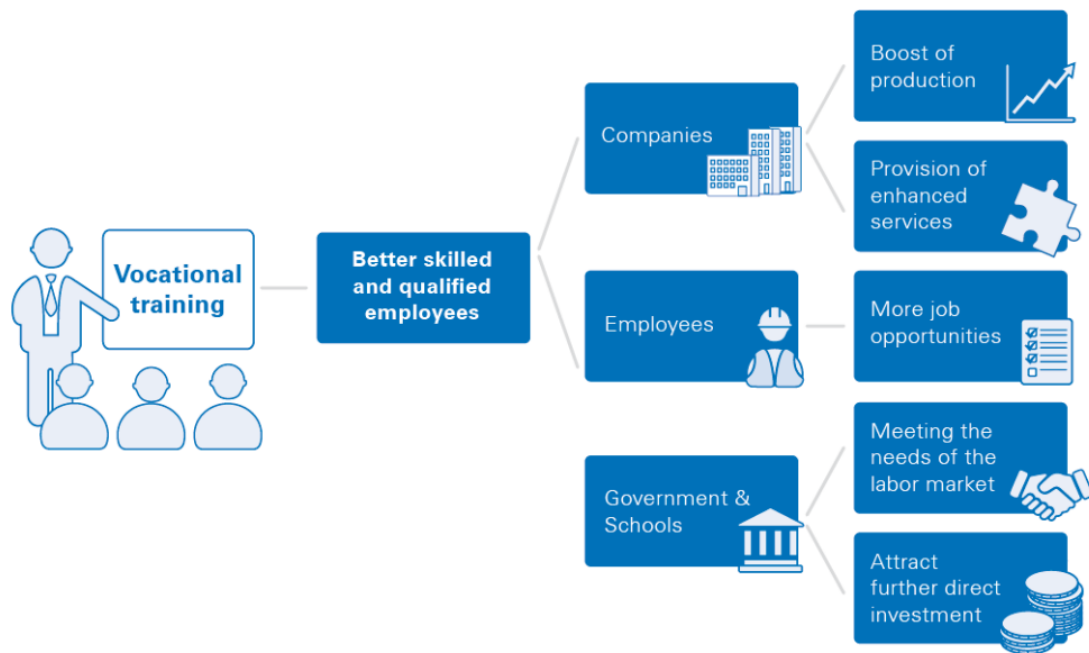 Vocational
training
Better skilled
and qualified
employees
Companies
Boost of
production
Provision of
enhanced
services
Employees
More job
opportunities
Government &
Schools
Meeting the
needs of the
labor market
Attract
further direct
investment